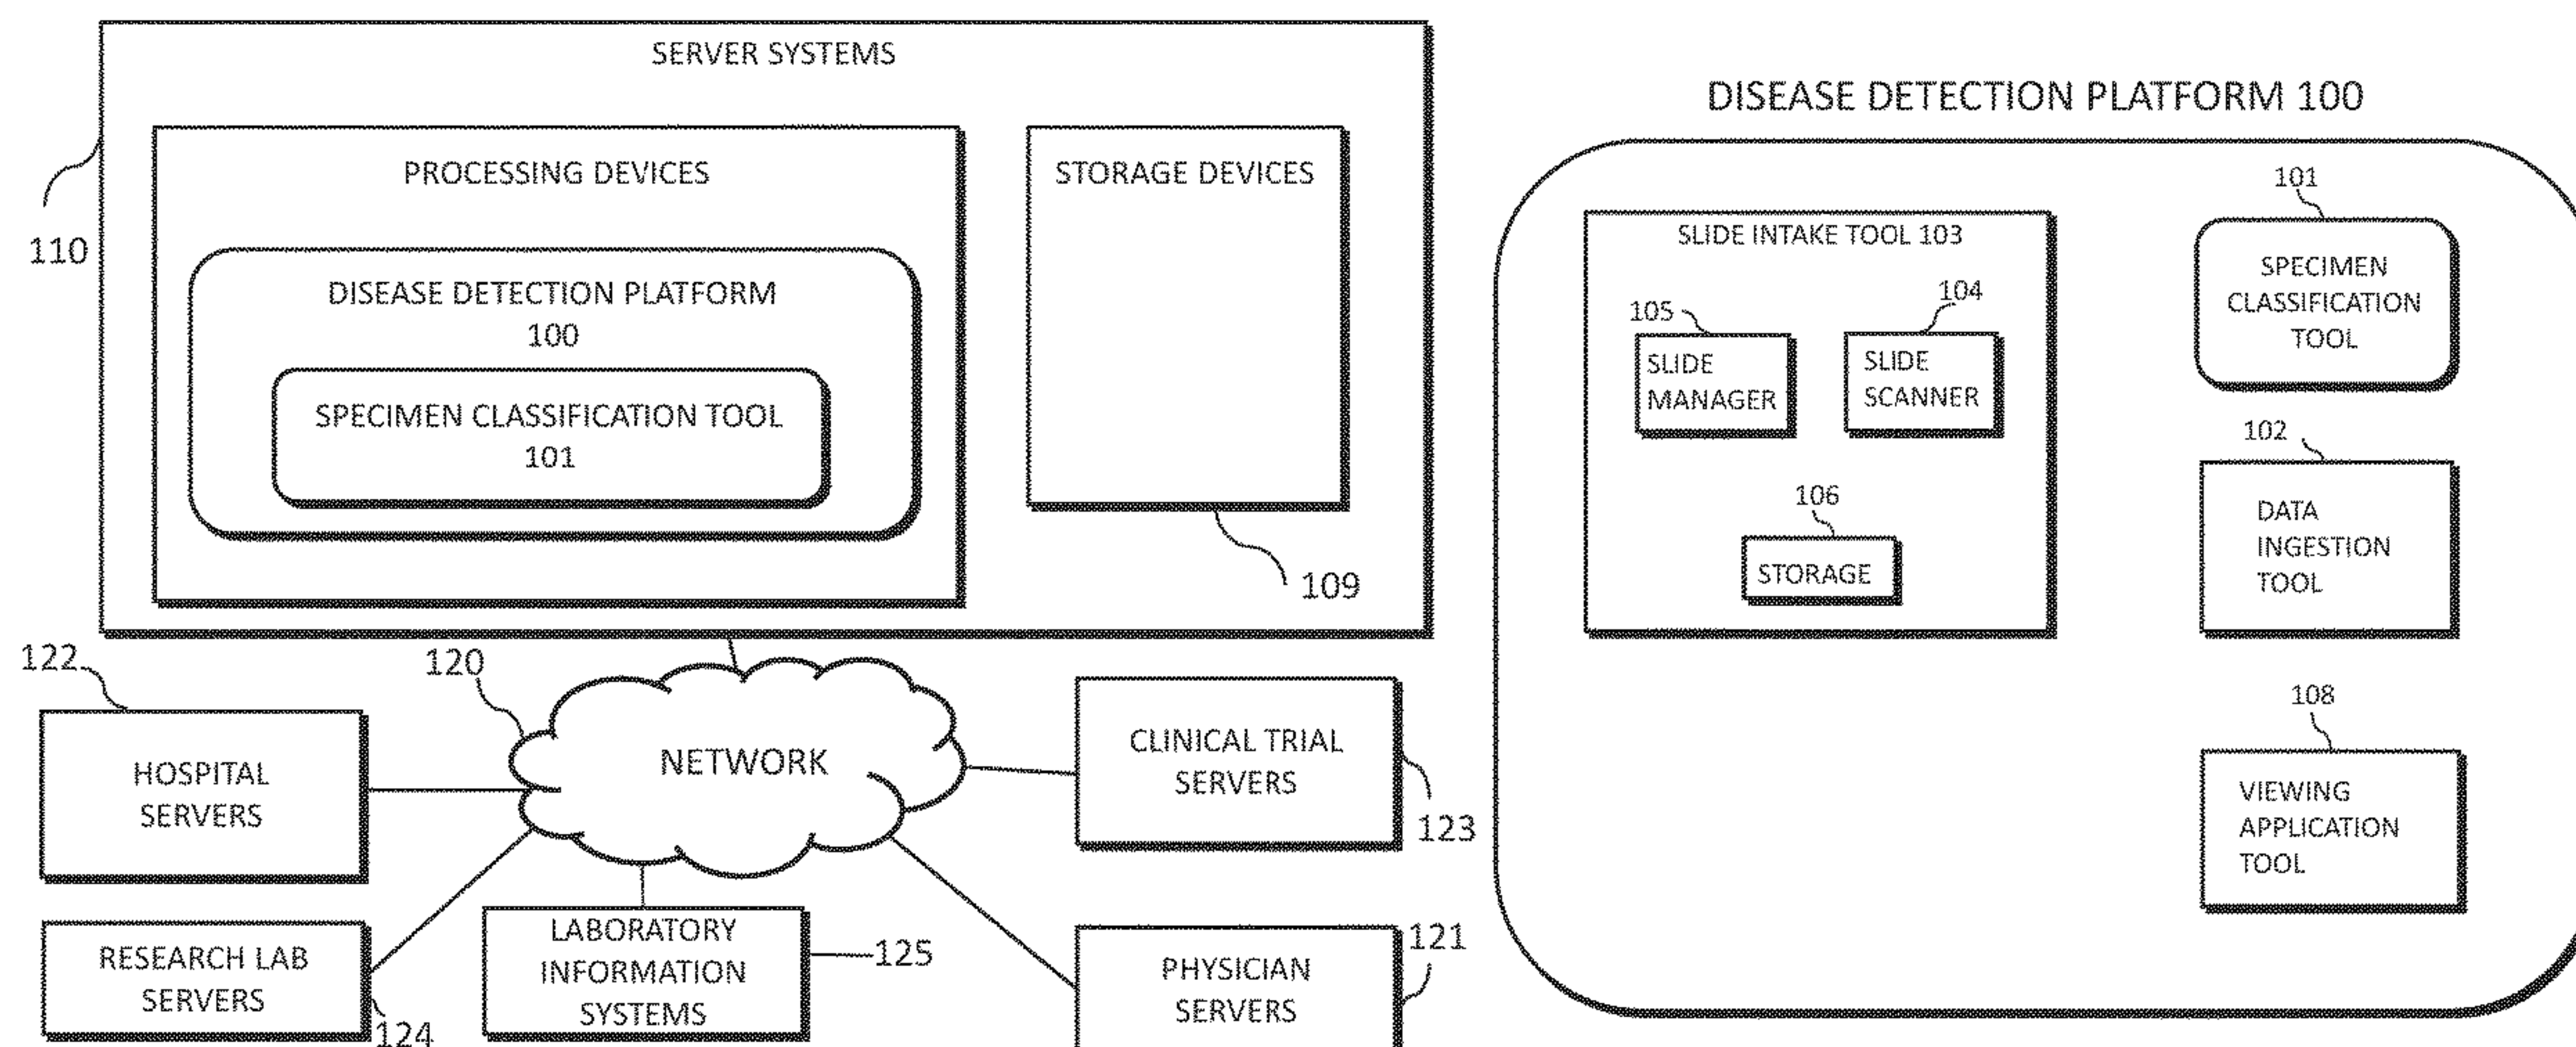 SERVER SYSTEMS
PROCESSING DEVICES
STORAGE DEVICES
110
DISEASE DETECTION PLATFORM
100
SPECIMEN CLASSIFICATION TOOL
101
109
122
120
HOSPITAL
SERVERS
NETWORK
CLINICAL TRIAL
SERVERS
123
RESEARCH LAB
SERVERS
124
LABORATORY
INFORMATION
SYSTEMS
125
PHYSICIAN
SERVERS
121
DISEASE DETECTION PLATFORM 100
SLIDE INTAKE TOOL 103
105
SLIDE
MANAGER
104
SLIDE
SCANNER
106
STORAGE
101
SPECIMEN
CLASSIFICATION
TOOL
102
DATA
INGESTION
TOOL
108
VIEWING
APPLICATION
TOOL